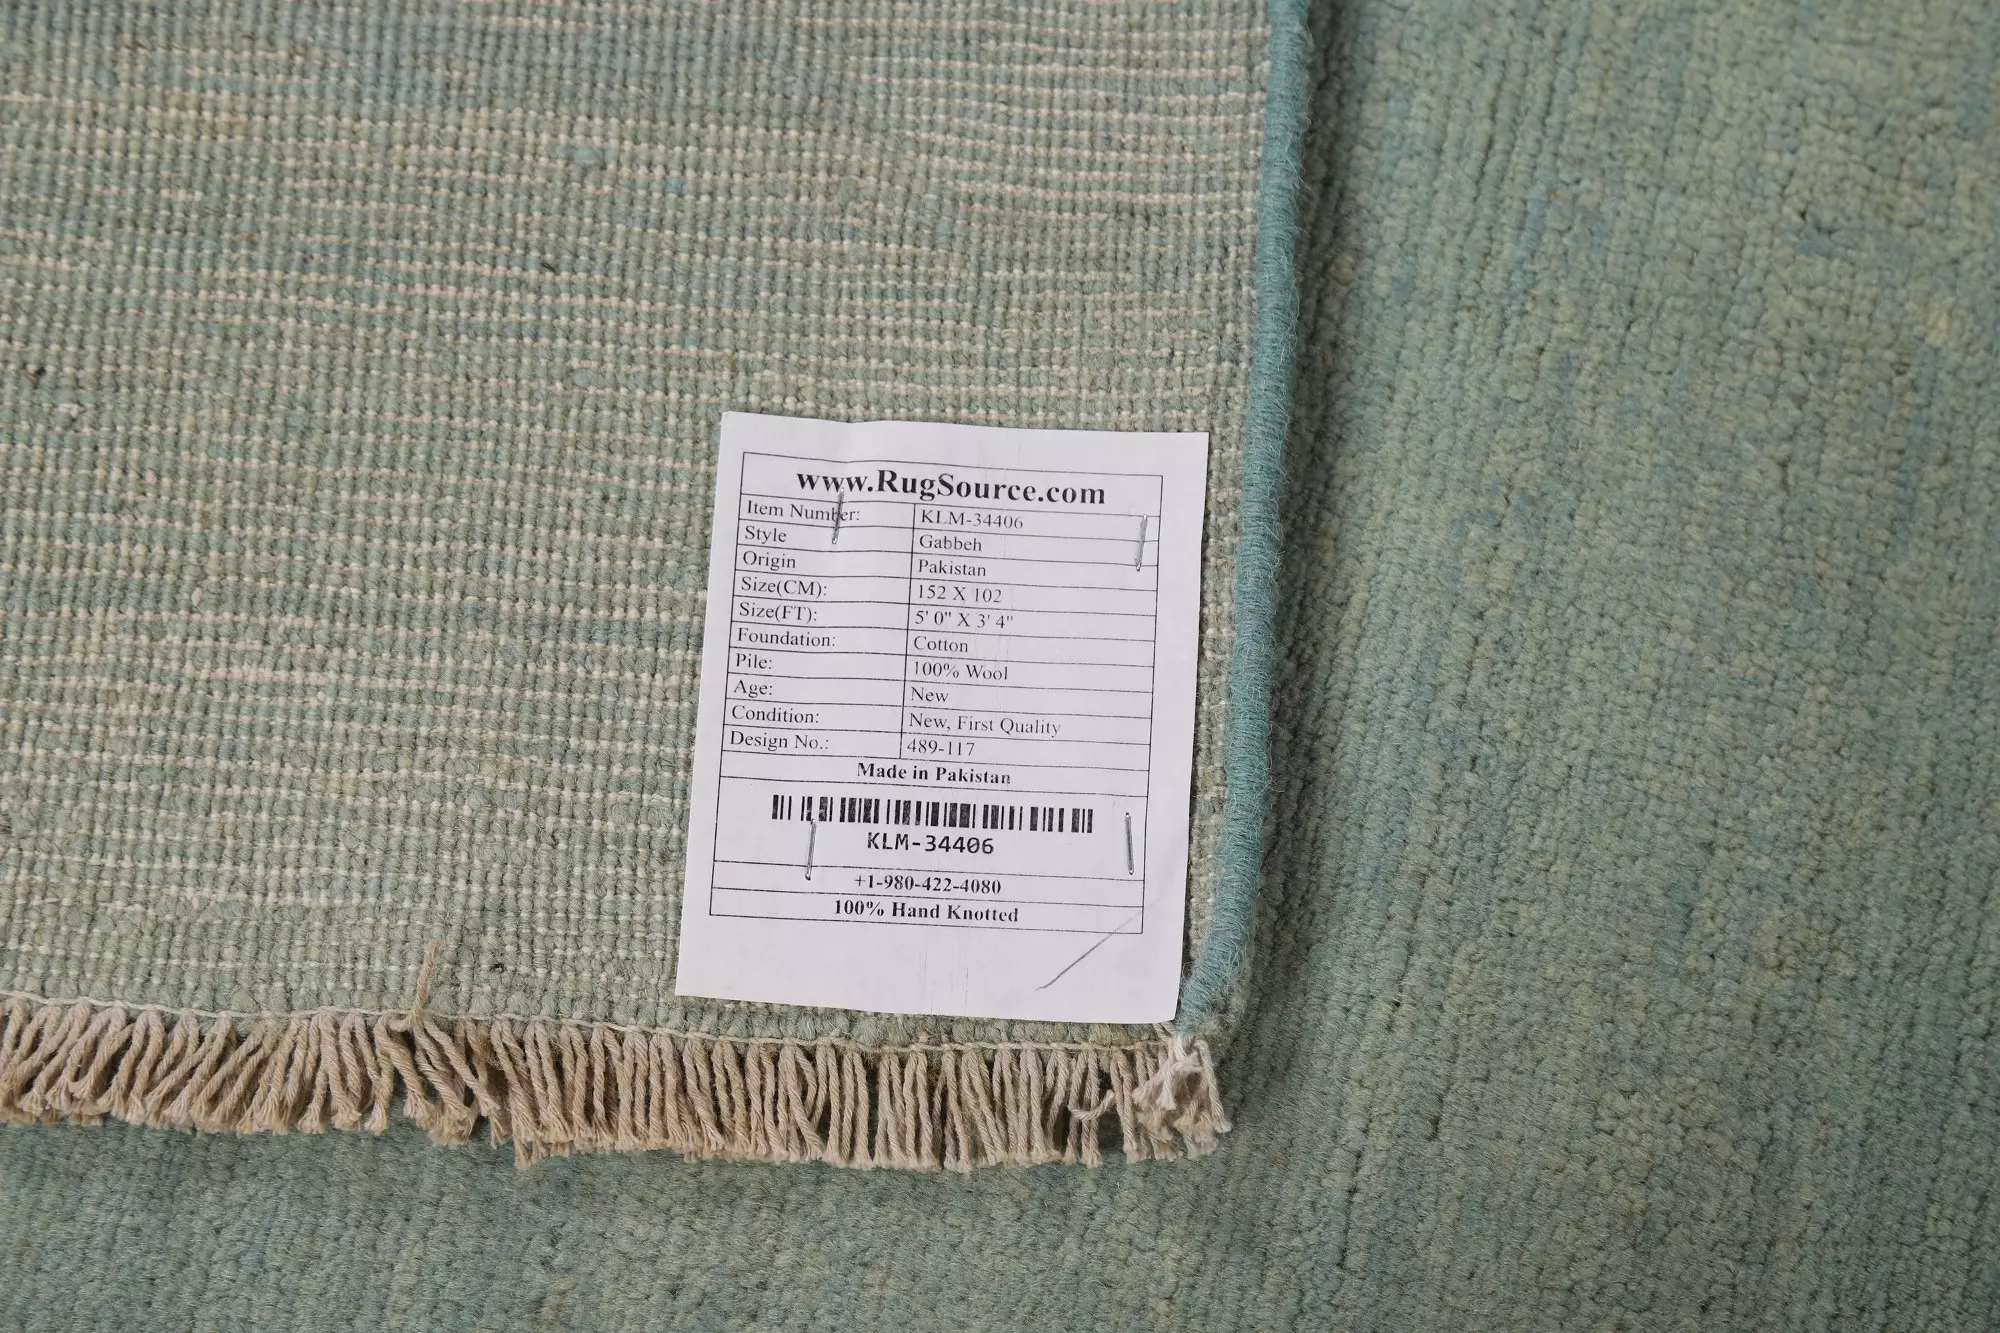 www.RugSource.com
Item Number: KLM-34406
Style Gabbeh
Origin Pakistan
Size(CM): 152 X 102
Size(FT): 5' 0" X 3' 4"
Foundation: Cotton
Pile: 100% Wool
Age: New
Condition: New, First Quality
Design No.: 489-117
Made in Pakistan
KLM-34406
+1-980-422-4080
100% Hand Knotted